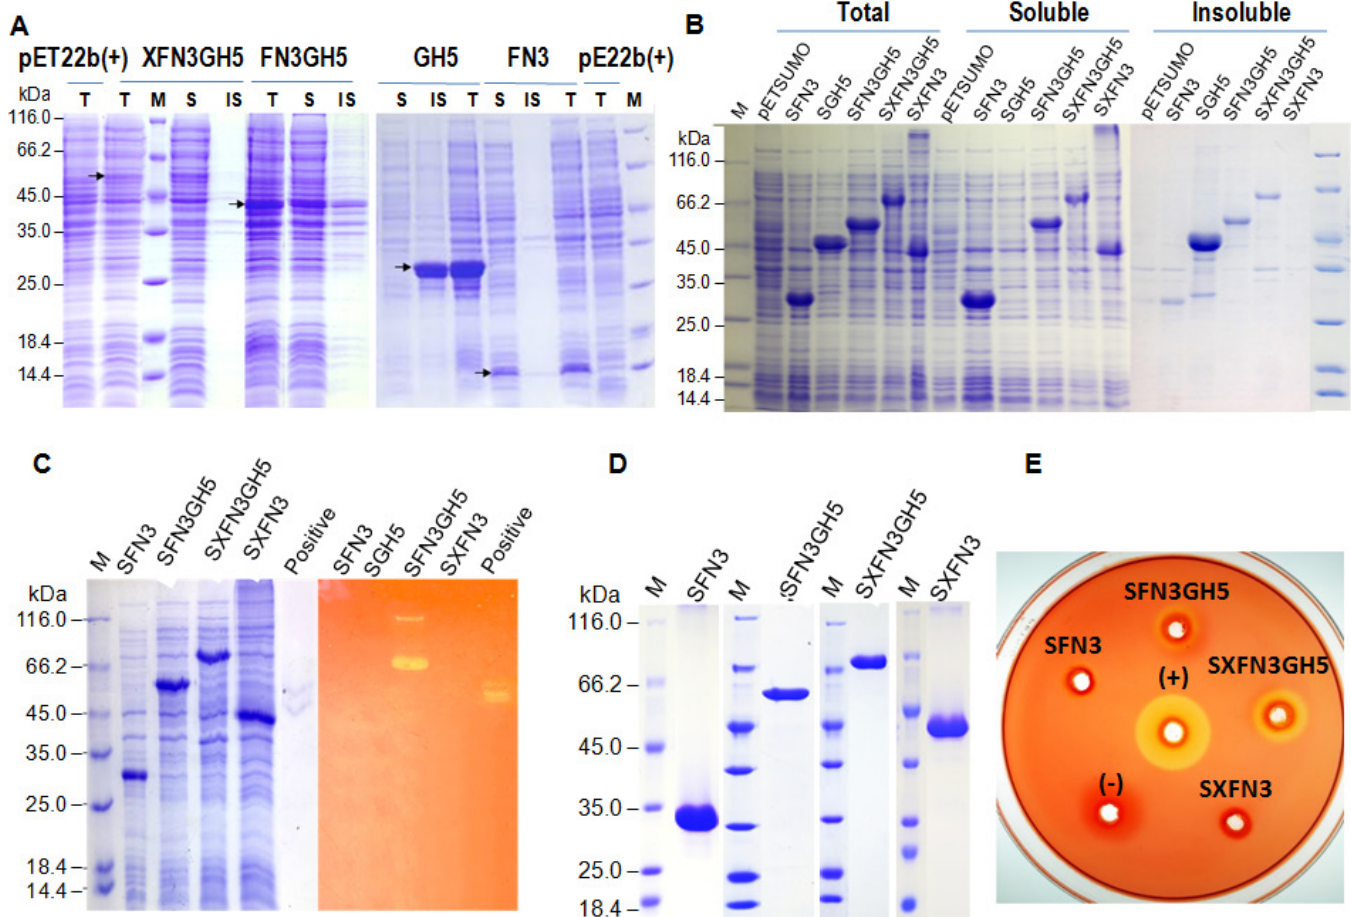 A
pET22b(+) XFN3GH5 FN3GH5 GH5 FN3 pE22b(+)
kDa T T M S IS T S IS S IS T S T T M
116.0
66.2
45.0
35.0
25.0
18.4
14.4
B
Total Soluble Insoluble
M pETSUMO SFN3 SGH5 SFN3GH5 SXFN3GH5 SXFN3 pETSUMO SFN3 SGH5 SFN3GH5 SXFN3GH5 SXFN3 pETSUMO SFN3 SGH5 SFN3GH5 SXFN3GH5 SXFN3
kDa
116.0
66.2
45.0
35.0
25.0
18.4
14.4
C
M SFN3 SFN3GH5 SXFN3GH5 SXFN3 Positive SFN3 SGH5 SFN3GH5 SXFN3 Positive
kDa
116.0
66.2
45.0
35.0
25.0
18.4
14.4
D
M SFN3 M SFN3GH5 M SXFN3GH5 M SXFN3
kDa
116.0
66.2
45.0
35.0
25.0
18.4
E
SFN3GH5
SFN3
(+)
SXFN3GH5
(-)
SXFN3